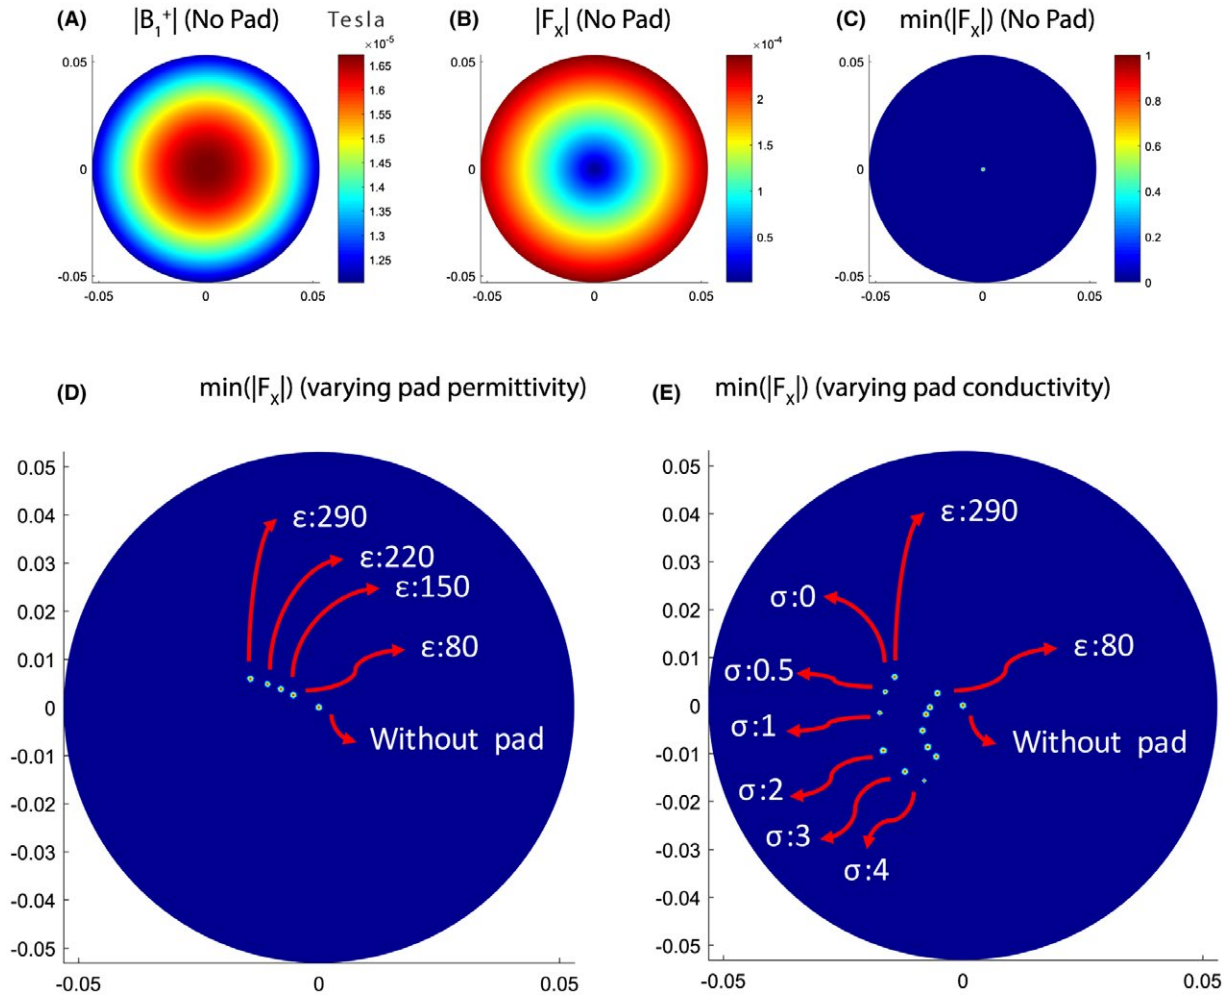 (A) |B₁⁺| (No Pad) Tesla
(B) |Fₓ| (No Pad)
(C) min(|Fₓ|) (No Pad)
×10⁻⁵
0.05
0
-0.05
-0.05 0 0.05
1.65
1.6
1.55
1.5
1.45
1.4
1.35
1.3
1.25
×10⁻⁴
0.05
0
-0.05
-0.05 0 0.05
2
1.5
1
0.5
0.05
0
-0.05
-0.05 0 0.05
1
0.8
0.6
0.4
0.2
0
(D) min(|Fₓ|) (varying pad permittivity)
0.05
0.04
0.03
0.02
0.01
0
-0.01
-0.02
-0.03
-0.04
-0.05
-0.05 0 0.05
ε:290
ε:220
ε:150
ε:80
Without pad
(E) min(|Fₓ|) (varying pad conductivity)
0.05
0.04
0.03
0.02
0.01
0
-0.01
-0.02
-0.03
-0.04
-0.05
-0.05 0 0.05
ε:290
σ:0
ε:80
σ:0.5
σ:1
Without pad
σ:2
σ:3
σ:4